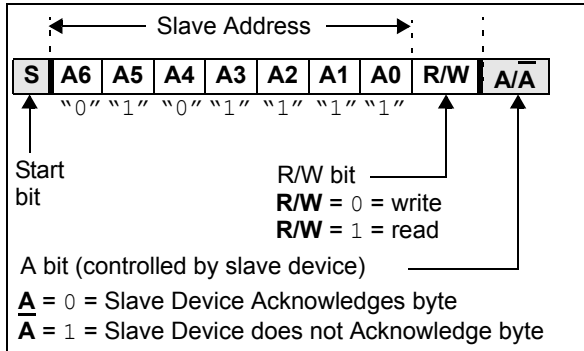 Slave Address
S A6 A5 A4 A3 A2 A1 A0 R/W A/A̅
"0" "1" "0" "1" "1" "1" "1"
Start
bit
R/W bit
R/W = 0 = write
R/W = 1 = read
A bit (controlled by slave device)
A = 0 = Slave Device Acknowledges byte
A̅ = 1 = Slave Device does not Acknowledge byte